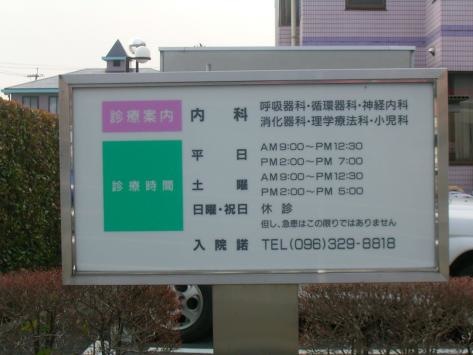 診療案内 内科 呼吸器科・循環器科・神経内科
消化器科・理学療法科・小児科
診療時間
平日 AM9:00～PM12:30
PM2:00～PM 7:00
土曜 AM9:00～PM12:30
PM2:00～PM 5:00
日曜・祝日 休診
但し、急患はこの限りではありません
入院諾 TEL(096)329-8818